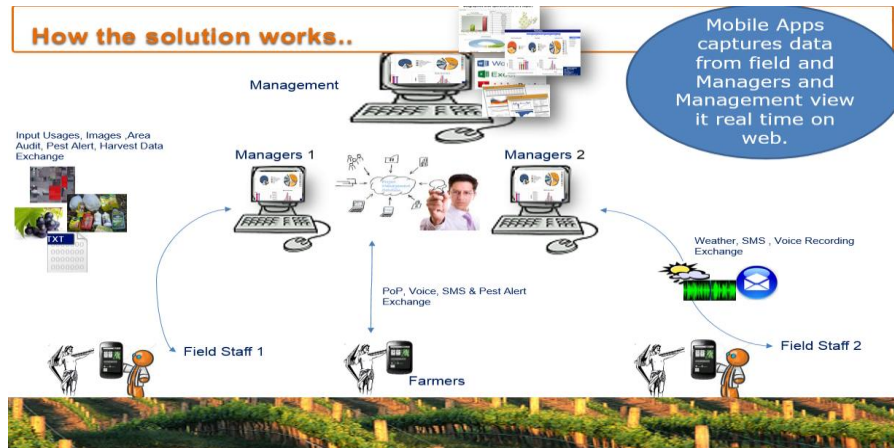 How the solution works..
Mobile Apps
captures data
from field and
Managers and
Management view
it real time on
web.
Management
Input Usages, Images ,Area
Audit, Pest Alert, Harvest Data
Exchange
Managers 1
Managers 2
TXT
Weather, SMS , Voice Recording
Exchange
PoP, Voice, SMS & Pest Alert
Exchange
Field Staff 1
Farmers
Field Staff 2